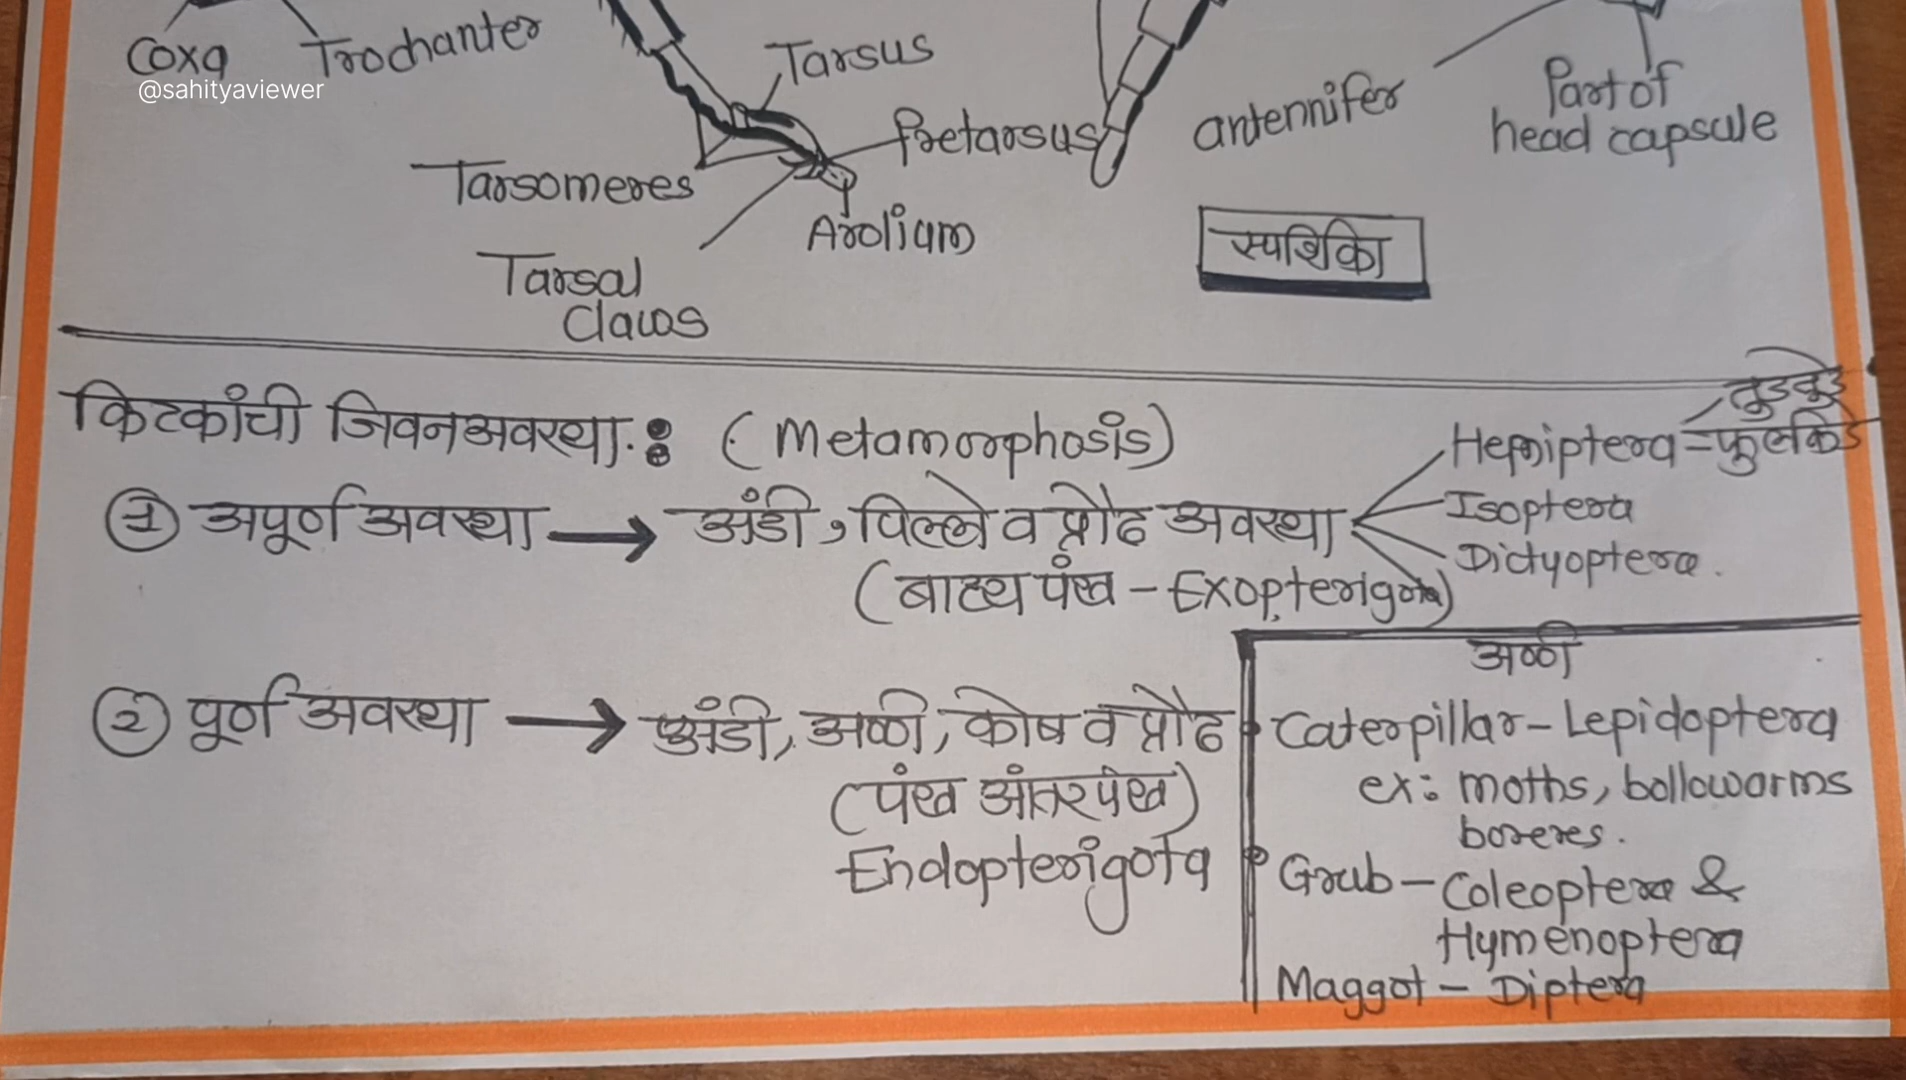 Coxa Trochanter
@sahityaviewer
Tarsus
Pretarsus
antennifer
Part of
head capsule
Tarsomeres
Arolium
स्पर्शिका
Tarsal
Claws
किटकांची जिवनअवस्था. : (Metamorphosis)
तुडतुडे
Hemiptera = फुलकिडे
① अपूर्ण अवस्था → अंडी, पिल्ले व प्रौढ अवस्था
Isoptera
Dictyoptera.
(बाह्य पंख - Exopterigota)
② पूर्ण अवस्था → अंडी, अळी, कोष व प्रौढ
(पंख आंतरपंख)
Endopterigota
अळी
Caterpillar - Lepidoptera
ex: moths, bolloworms
boreres.
Grub - Coleoptera &
Hymenoptera
Maggot - Diptera